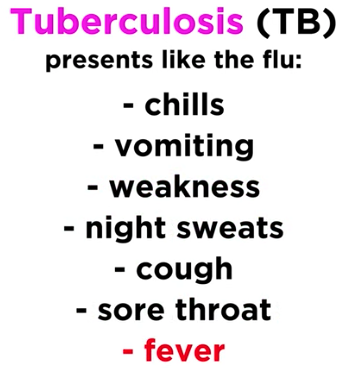 Tuberculosis (TB)
presents like the flu:
- chills
- vomiting
- weakness
- night sweats
- cough
- sore throat
- fever